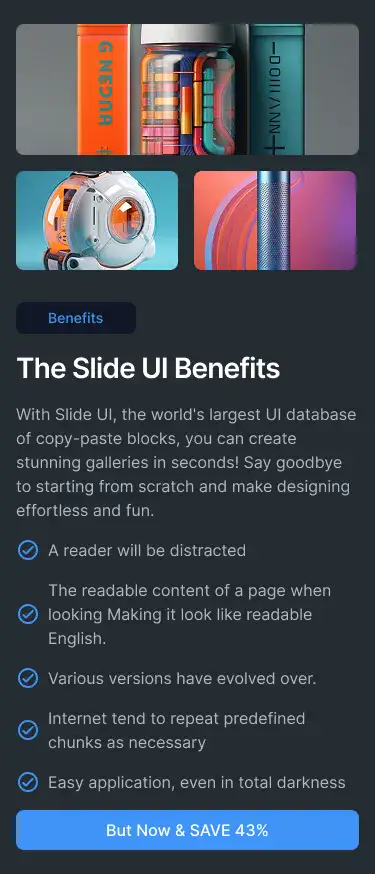 Benefits
The Slide UI Benefits
With Slide UI, the world's largest UI database
of copy-paste blocks, you can create
stunning galleries in seconds! Say goodbye
to starting from scratch and make designing
effortless and fun.
A reader will be distracted
The readable content of a page when
looking Making it look like readable
English.
Various versions have evolved over.
Internet tend to repeat predefined
chunks as necessary
Easy application, even in total darkness
But Now & SAVE 43%